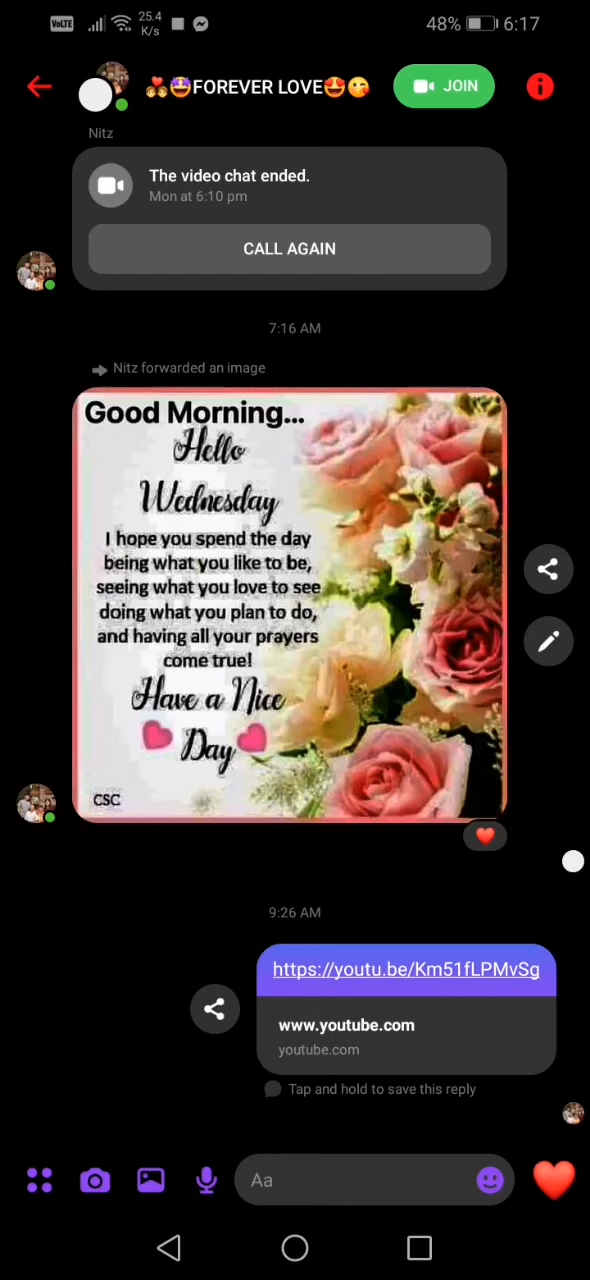 VoLTE 25.4 K/s 48% 6:17
FOREVER LOVE JOIN
Nitz
The video chat ended.
Mon at 6:10 pm
CALL AGAIN
7:16 AM
Nitz forwarded an image
Good Morning...
Hello
Wednesday
I hope you spend the day
being what you like to be,
seeing what you love to see
doing what you plan to do,
and having all your prayers
come true!
Have a Nice
Day
CSC
9:26 AM
https://youtu.be/Km51fLPMvSg
www.youtube.com
youtube.com
Tap and hold to save this reply
Aa